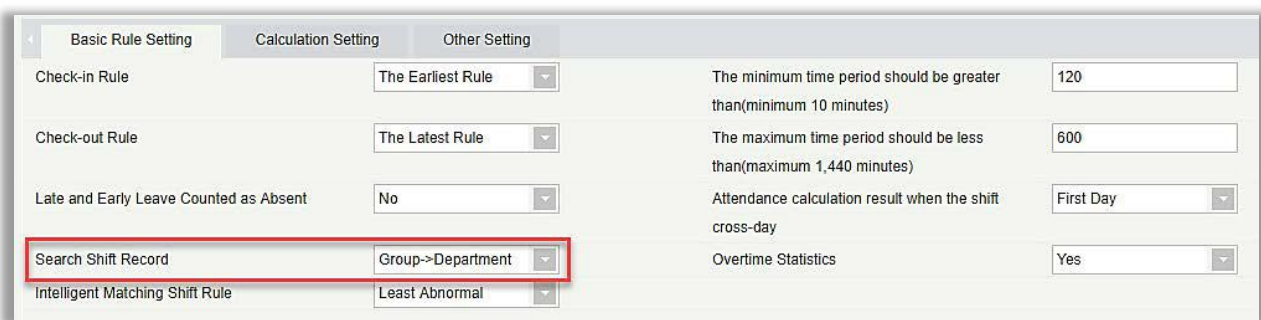 Basic Rule Setting Calculation Setting Other Setting
Check-in Rule The Earliest Rule The minimum time period should be greater 120
than(minimum 10 minutes)
Check-out Rule The Latest Rule The maximum time period should be less 600
than(maximum 1,440 minutes)
Late and Early Leave Counted as Absent No Attendance calculation result when the shift First Day
cross-day
Search Shift Record Group->Department Overtime Statistics Yes
Intelligent Matching Shift Rule Least Abnormal